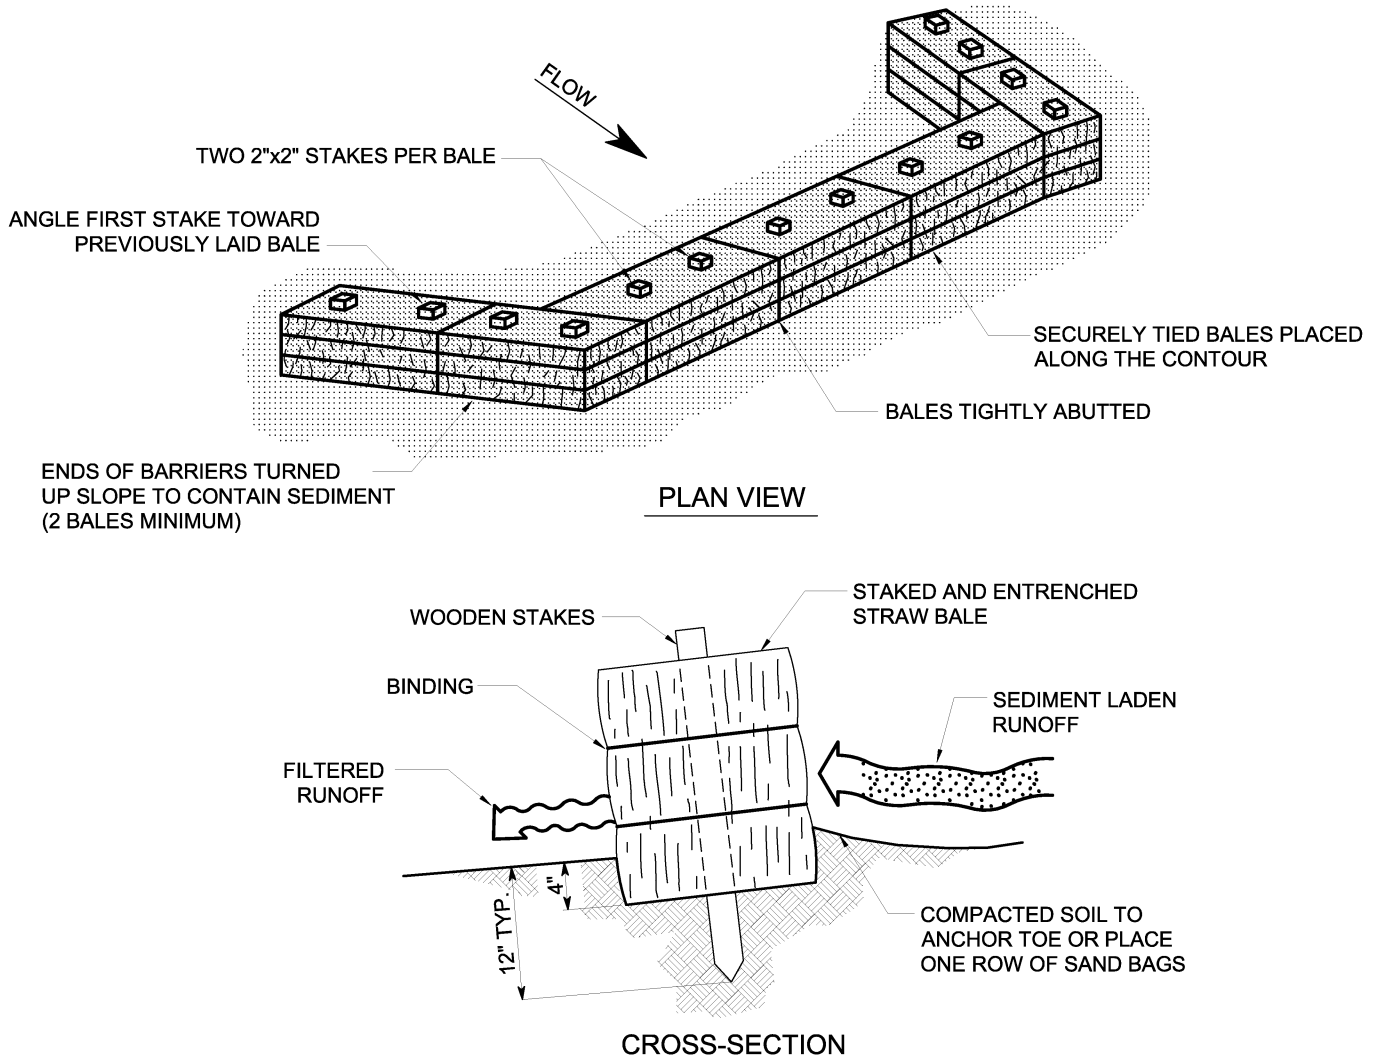 FLOW
TWO 2"x2" STAKES PER BALE
ANGLE FIRST STAKE TOWARD
PREVIOUSLY LAID BALE
SECURELY TIED BALES PLACED
ALONG THE CONTOUR
BALES TIGHTLY ABUTTED
ENDS OF BARRIERS TURNED
UP SLOPE TO CONTAIN SEDIMENT
(2 BALES MINIMUM)
PLAN VIEW
STAKED AND ENTRENCHED
STRAW BALE
WOODEN STAKES
BINDING
SEDIMENT LADEN
RUNOFF
FILTERED
RUNOFF
4"
12" TYP.
COMPACTED SOIL TO
ANCHOR TOE OR PLACE
ONE ROW OF SAND BAGS
CROSS-SECTION